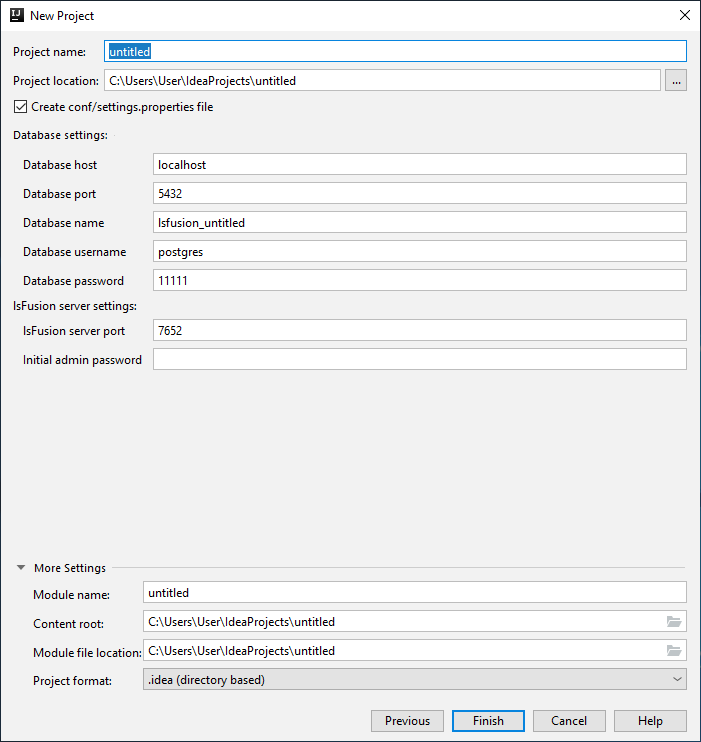 New Project
Project name: untitled
Project location: C:\Users\User\IdeaProjects\untitled ...
Create conf/settings.properties file
Database settings:
Database host localhost
Database port 5432
Database name lsfusion_untitled
Database username postgres
Database password 11111
lsFusion server settings:
lsFusion server port 7652
Initial admin password
More Settings
Module name: untitled
Content root: C:\Users\User\IdeaProjects\untitled
Module file location: C:\Users\User\IdeaProjects\untitled
Project format: .idea (directory based)
Previous Finish Cancel Help